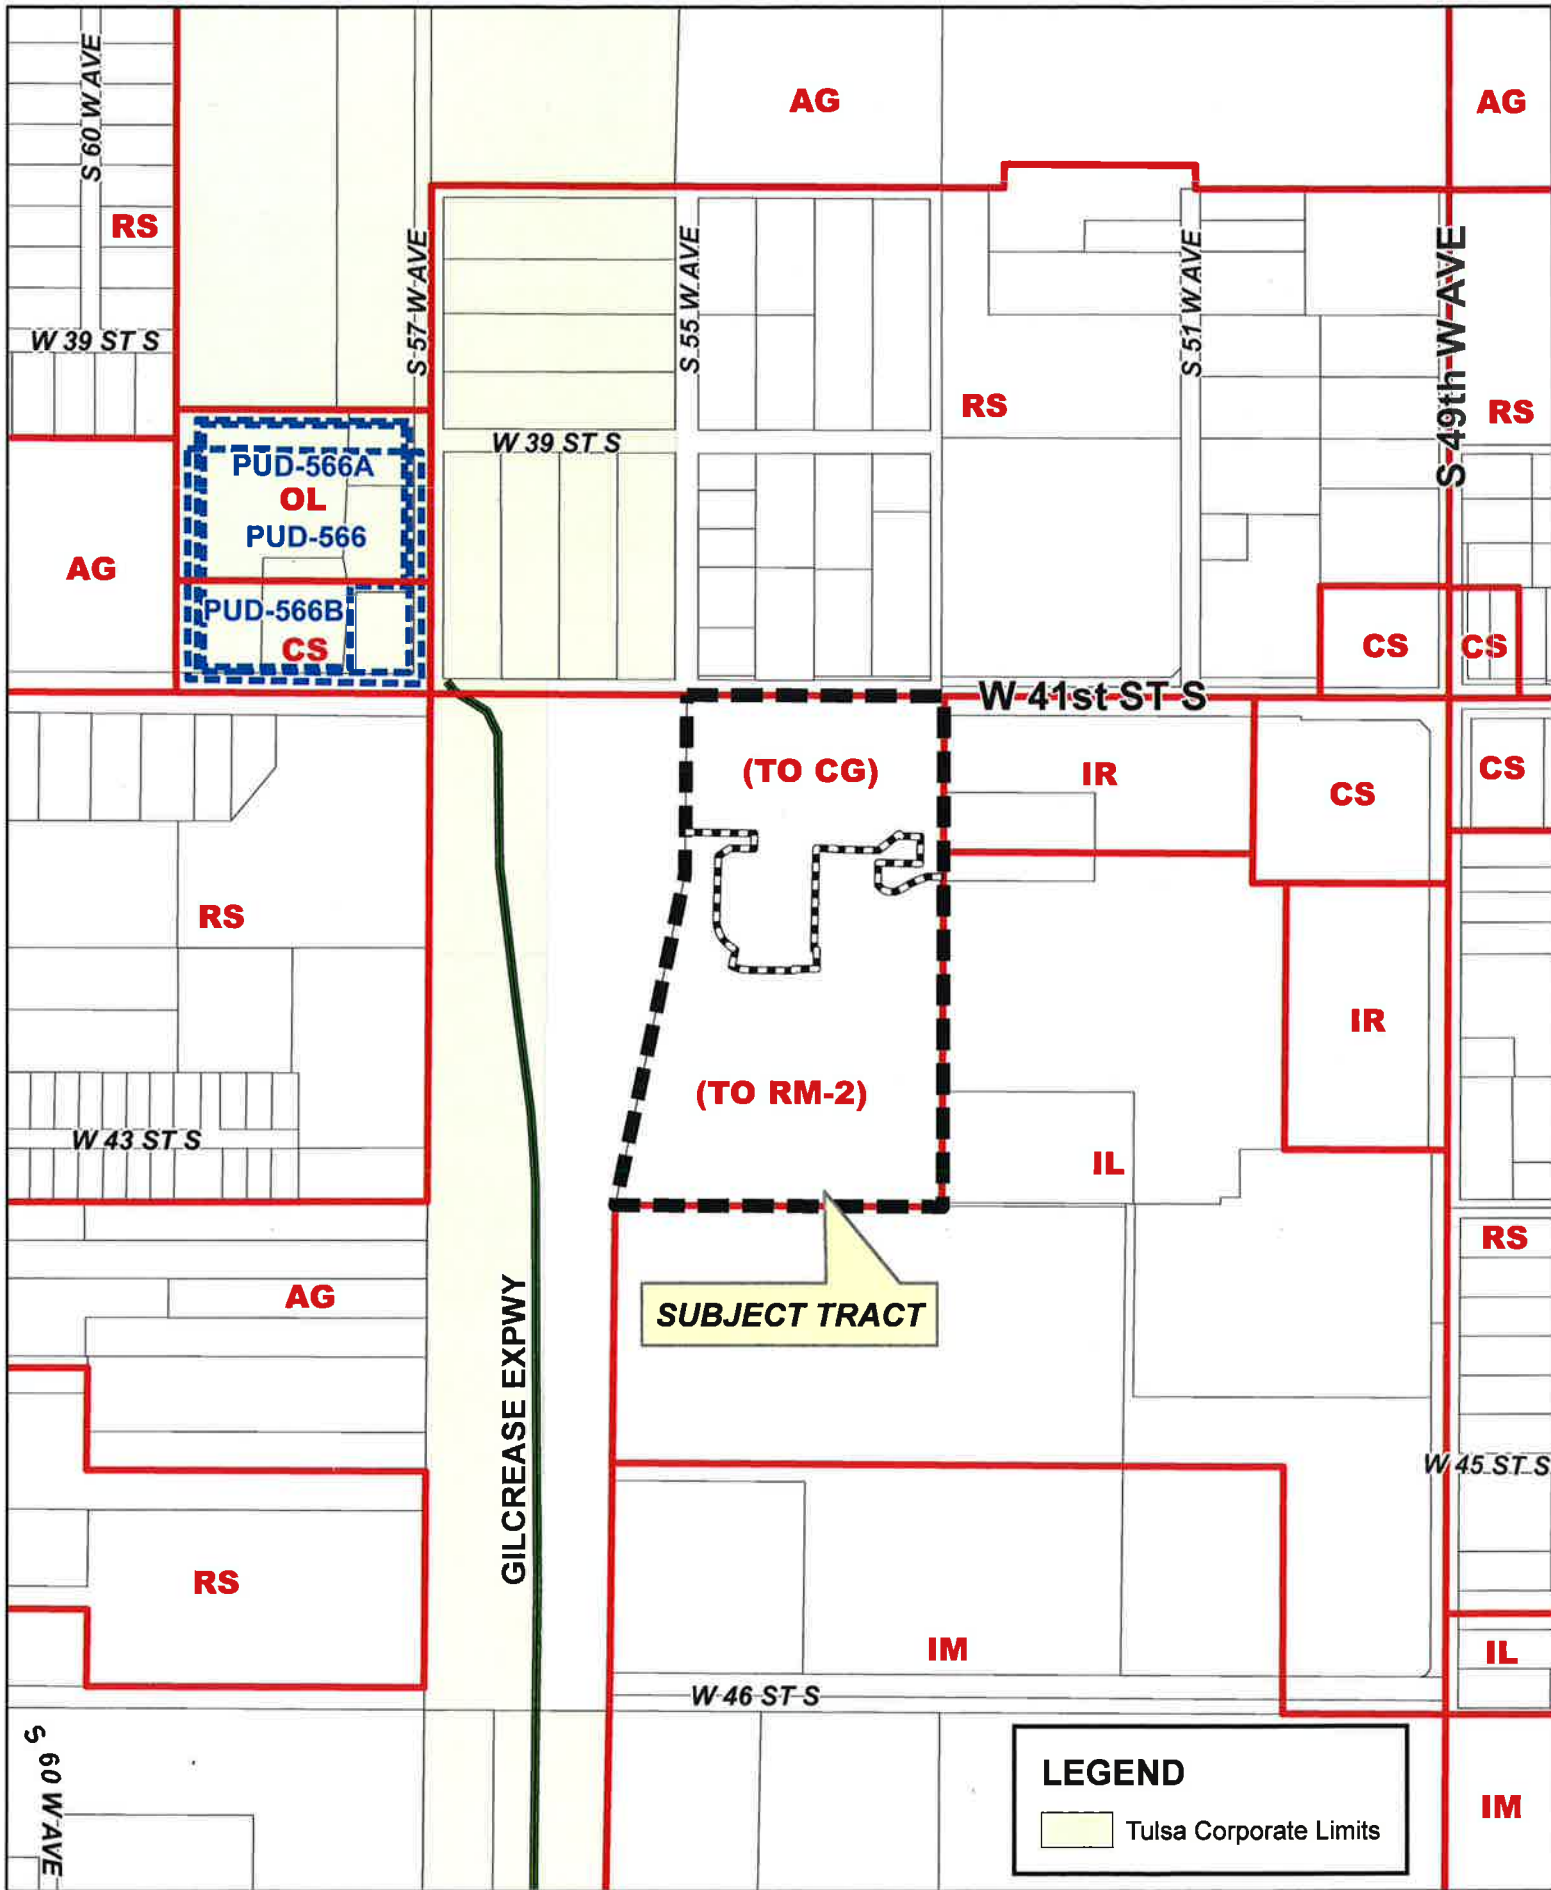 S 60 W AVE
AG
AG
RS
S 57 W AVE
S 55 W AVE
S 51 W AVE
S 49th W AVE
W 39 ST S
RS
RS
W 39 ST S
PUD-566A
OL
PUD-566
AG
PUD-566B
CS
CS
CS
W 41st ST S
(TO CG)
IR
CS
CS
RS
IR
(TO RM-2)
W 43 ST S
IL
RS
AG
SUBJECT TRACT
GILCREASE EXPWY
W 45 ST S
RS
IM
IL
W 46 ST S
S 60 W AVE
LEGEND
Tulsa Corporate Limits
IM